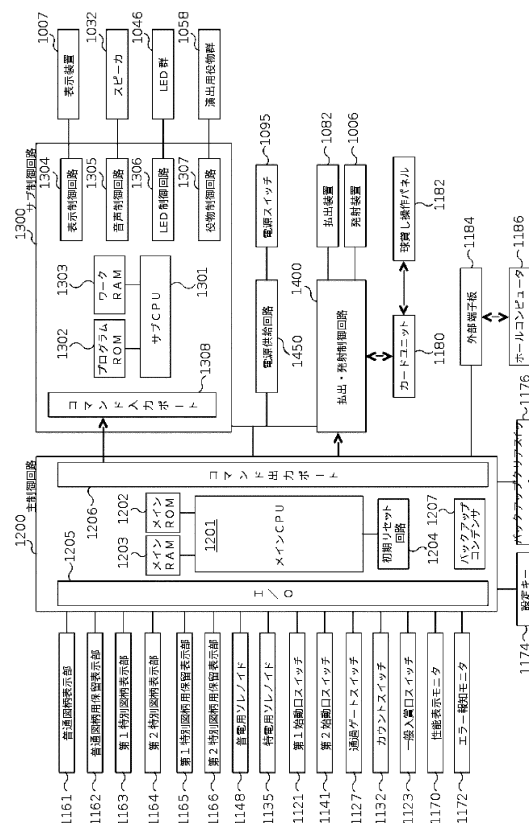 1200
主制御回路
1205
I/O
1206
コマンド出力ポート
1202
メインROM
1203
メインRAM
1201
メインCPU
初期リセット回路
1204
1207
バックアップコンデンサ
1161
普通図柄表示部
1162
普通図柄用保留表示部
1163
第1特別図柄表示部
1164
第2特別図柄表示部
1165
第1特別図柄用保留表示部
1166
第2特別図柄用保留表示部
1148
普電用ソレノイド
1135
特電用ソレノイド
1121
第1始動口スイッチ
1141
第2始動口スイッチ
1127
通過ゲートスイッチ
1132
カウントスイッチ
1123
一般入賞口スイッチ
1170
性能表示モニタ
1172
エラー報知モニタ
1174
設定キー
1176
バックアップクリアスイ
1300
サブ制御回路
1308
コマンド入力ポート
1302
プログラムROM
1303
ワークRAM
1301
サブCPU
1304
表示制御回路
1305
音声制御回路
1306
LED制御回路
1307
役物制御回路
表示装置
1007
スピーカ
1032
LED群
1046
演出用役物群
1058
電源供給回路
1450
電源スイッチ
1095
1400
払出・発射制御回路
払出装置
1082
発射装置
1006
カードユニット
1180
球貸し操作パネル
1182
外部端子板
1184
ホールコンピュータ
1186